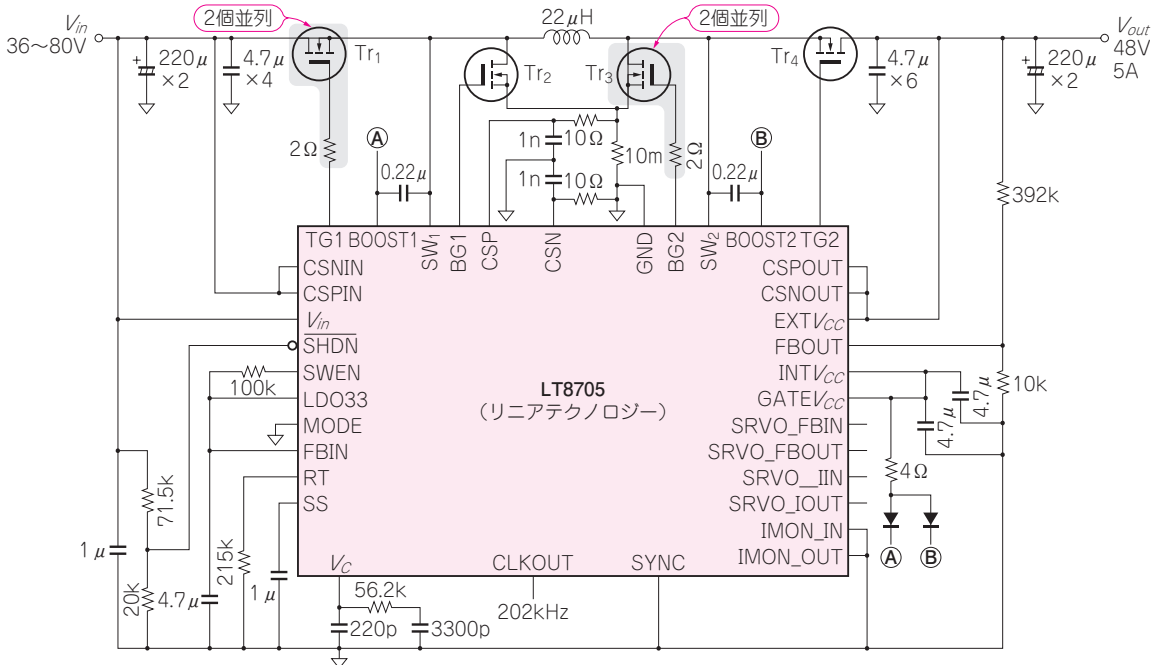 2個並列
22μH
2個並列
Vin
36～80V
220μ
×2
4.7μ
×4
Tr1
Tr2
Tr3
Tr4
4.7μ
×6
220μ
×2
Vout
48V
5A
2Ω
Ⓐ
0.22μ
1n
10Ω
1n
10Ω
10m
2Ω
0.22μ
Ⓑ
392k
TG1
BOOST1
SW1
BG1
CSP
CSN
GND
BG2
SW2
BOOST2
TG2
CSNIN
CSPIN
Vin
SHDN
SWEN
LDO33
MODE
FBIN
RT
SS
100k
LT8705
（リニアテクノロジー）
CSPOUT
CSNOUT
EXTVCC
FBOUT
INTVCC
GATEVCC
SRVO_FBIN
SRVO_FBOUT
SRVO__IIN
SRVO_IOUT
IMON_IN
IMON_OUT
4.7μ
4.7μ
10k
4Ω
Ⓐ
Ⓑ
71.5k
1μ
20k
4.7μ
215k
1μ
VC
CLKOUT
SYNC
56.2k
220p
3300p
202kHz